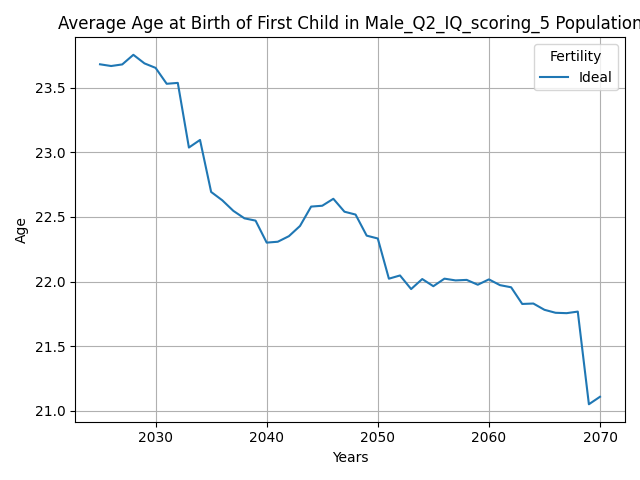 Average Age at Birth of First Child in Male_Q2_IQ_scoring_5 Population
Fertility
Ideal
23.5
23.0
22.5
22.0
21.5
21.0
Age
2030 2040 2050 2060 2070
Years